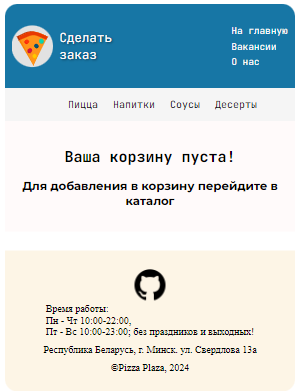 Сделать
заказ
На главную
Вакансии
О нас
Пицца Напитки Соусы Десерты
Ваша корзину пуста!
Для добавления в корзину перейдите в
каталог
Время работы:
Пн - Чт 10:00-22:00,
Пт - Вс 10:00-23:00; без праздников и выходных!
Республика Беларусь, г. Минск. ул. Свердлова 13а
©Pizza Plaza, 2024